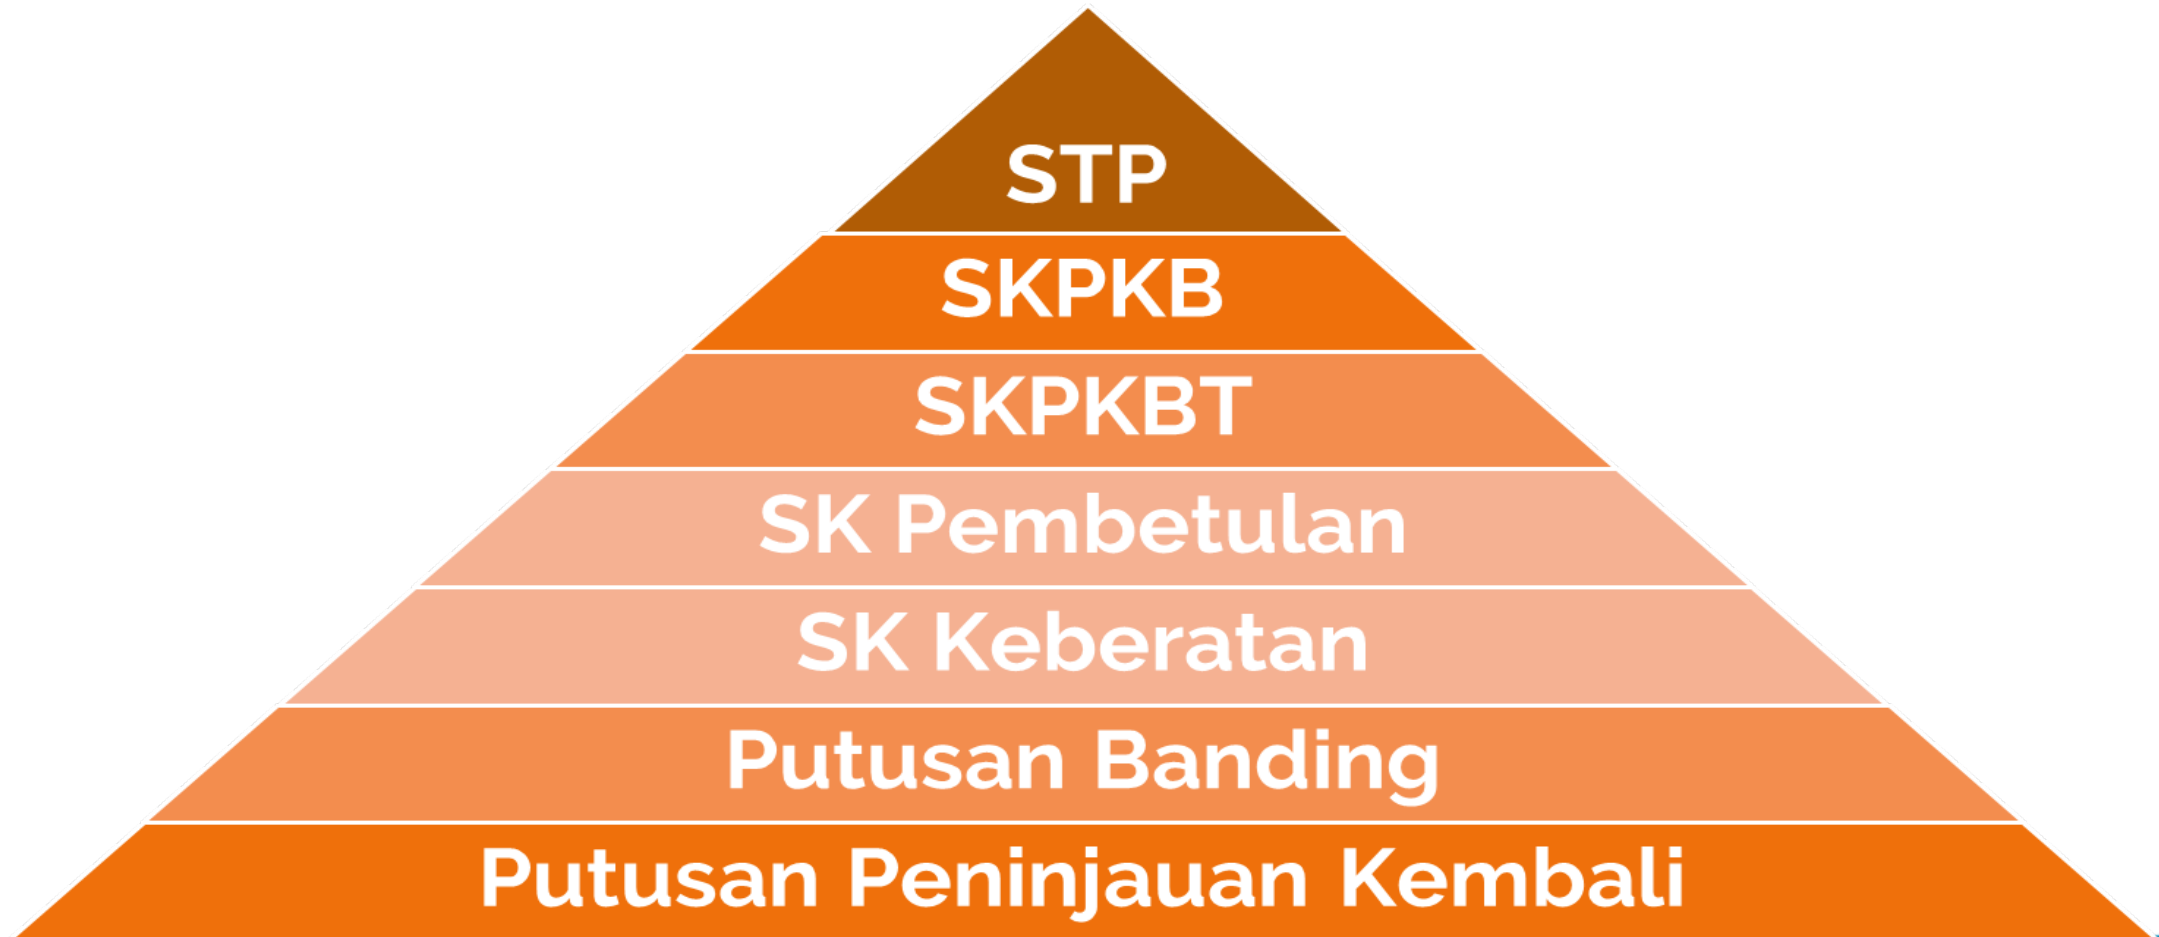 STP
SKPKB
SKPKBT
SK Pembetulan
SK Keberatan
Putusan Banding
Putusan Peninjauan Kembali